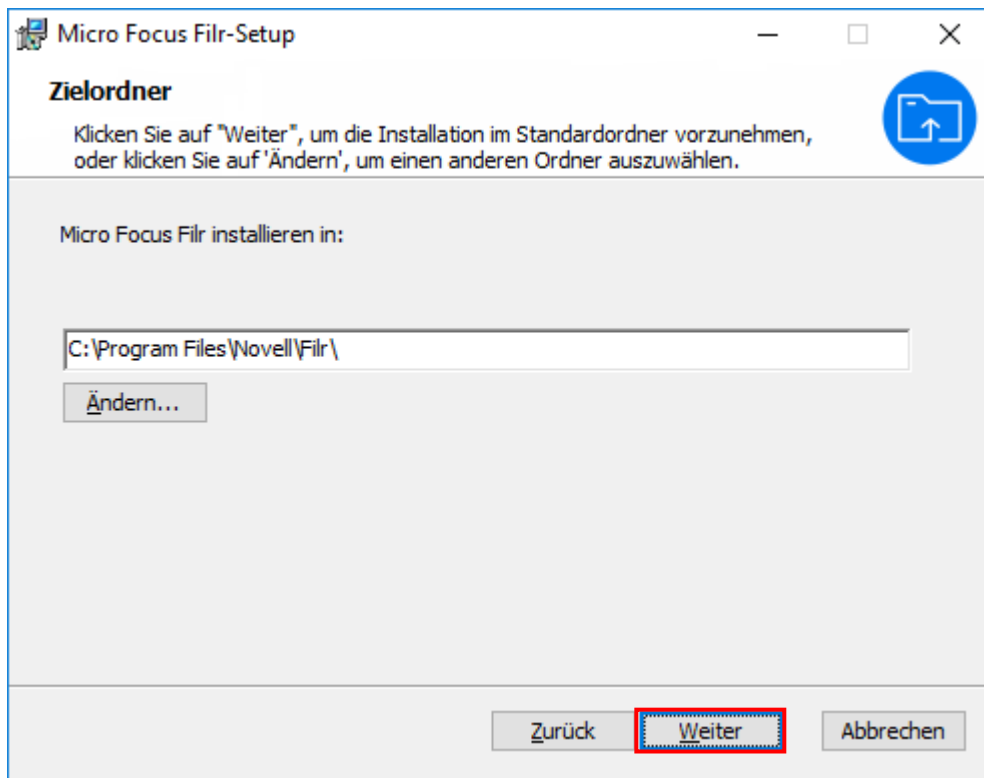 Micro Focus Filr-Setup
Zielordner
Klicken Sie auf "Weiter", um die Installation im Standardordner vorzunehmen,
oder klicken Sie auf 'Ändern', um einen anderen Ordner auszuwählen.
Micro Focus Filr installieren in:
C:\Program Files\Novell\Filr\
Ändern...
Zurück Weiter Abbrechen